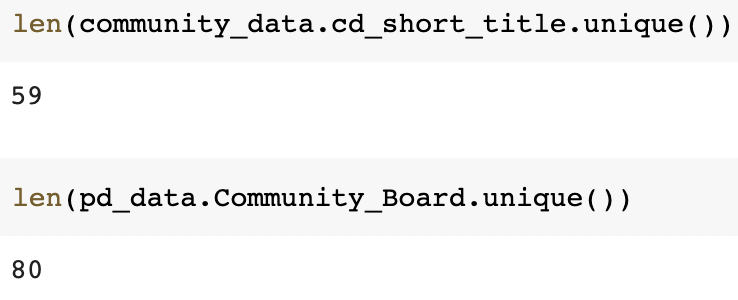 len(community_data.cd_short_title.unique())
59
len(pd_data.Community_Board.unique())
80